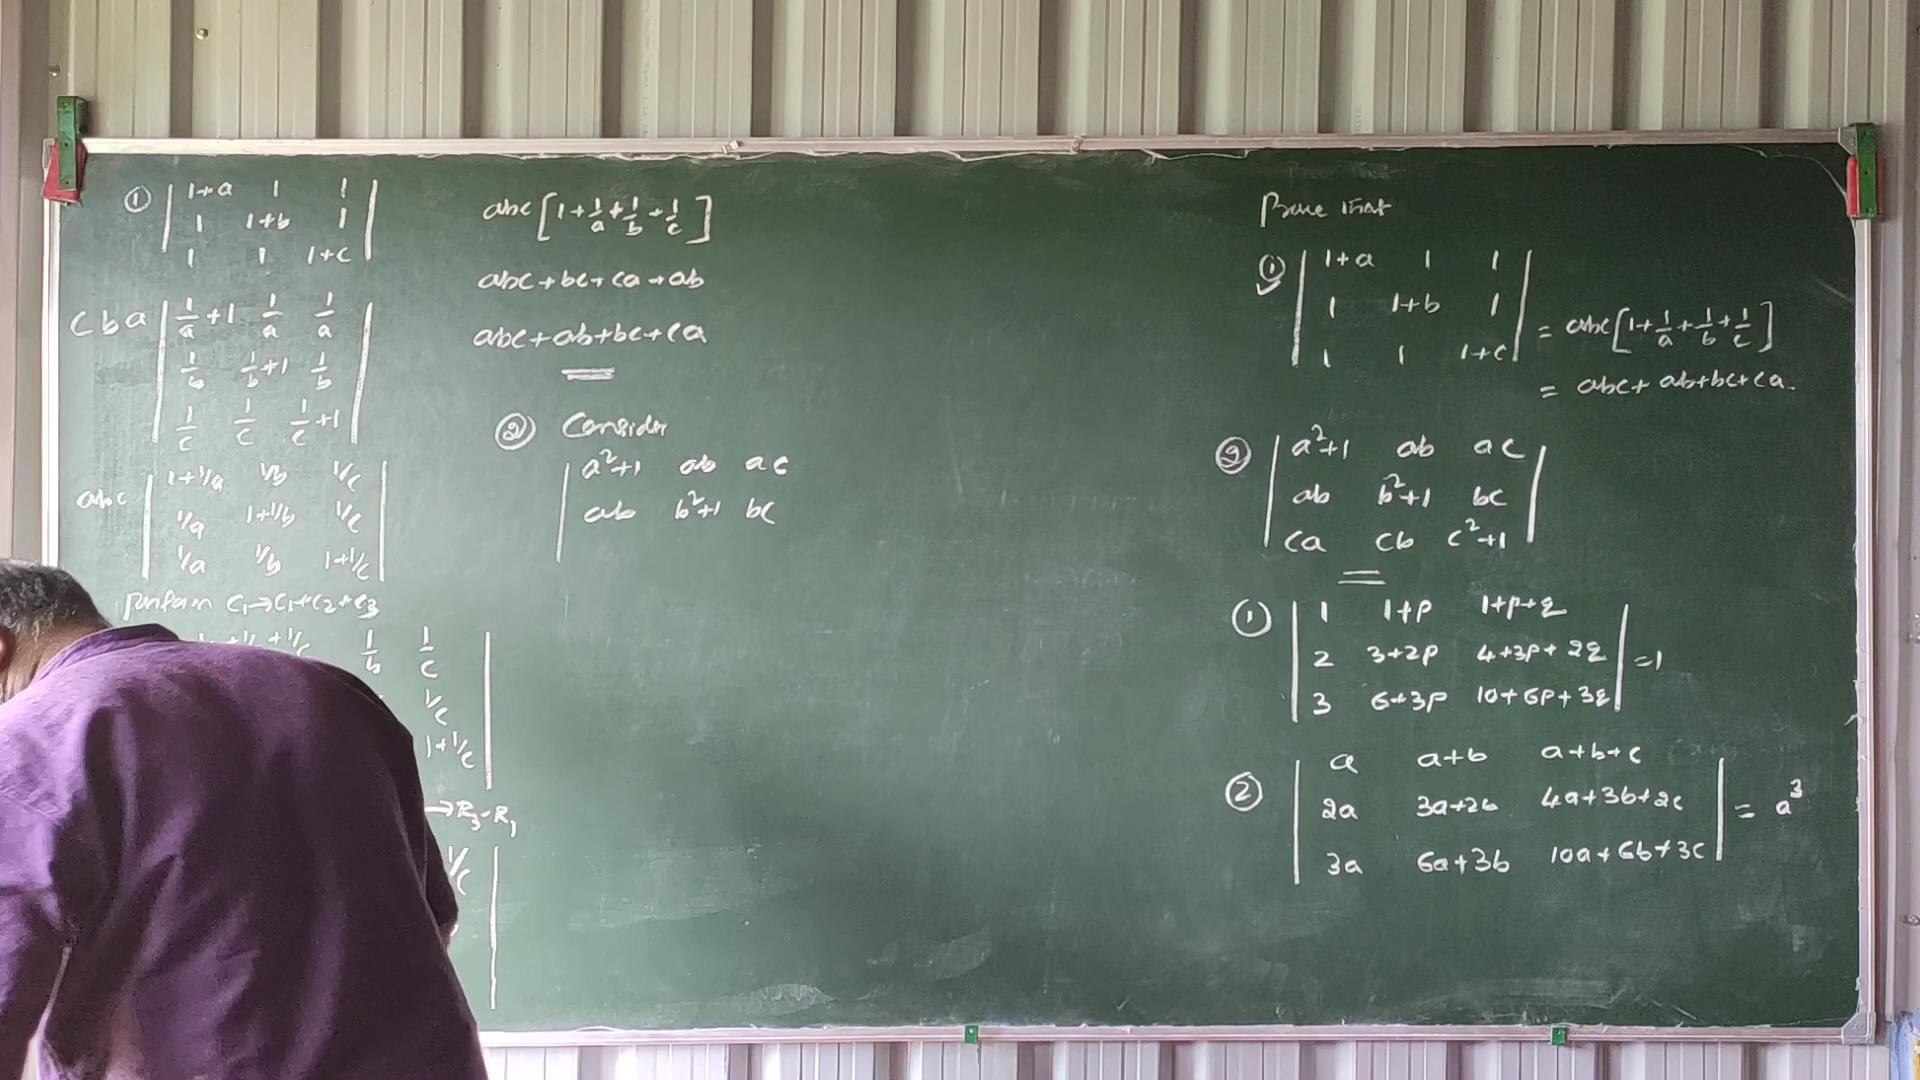 ① | 1+a 1 1 |
| 1 1+b 1 |
| 1 1 1+c |
c b a | 1/a+1 1/a 1/a |
| 1/b 1/b+1 1/b |
| 1/c 1/c 1/c+1 |
abc | 1+1/a 1/b 1/c |
| 1/a 1+1/b 1/c |
| 1/a 1/b 1+1/c |
Perform C₁→C₁+C₂+C₃
+1/c 1/b 1/c |
1/c |
1+1/c |
→R₃-R₁
1/c |
abc [1+1/a+1/b+1/c]
abc+bc+ca+ab
abc+ab+bc+ca
② Consider
| a²+1 ab ac
| ab b²+1 bc
Prove that
① | 1+a 1 1 |
| 1 1+b 1 |
| 1 1 1+c | = abc[1+1/a+1/b+1/c]
= abc+ab+bc+ca.
② | a²+1 ab ac |
| ab b²+1 bc |
| ca cb c²+1 |
① | 1 1+p 1+p+q |
| 2 3+2p 4+3p+2q | =1
| 3 6+3p 10+6p+3q |
② | a a+b a+b+c |
| 2a 3a+2b 4a+3b+2c | = a³
| 3a 6a+3b 10a+6b+3c |